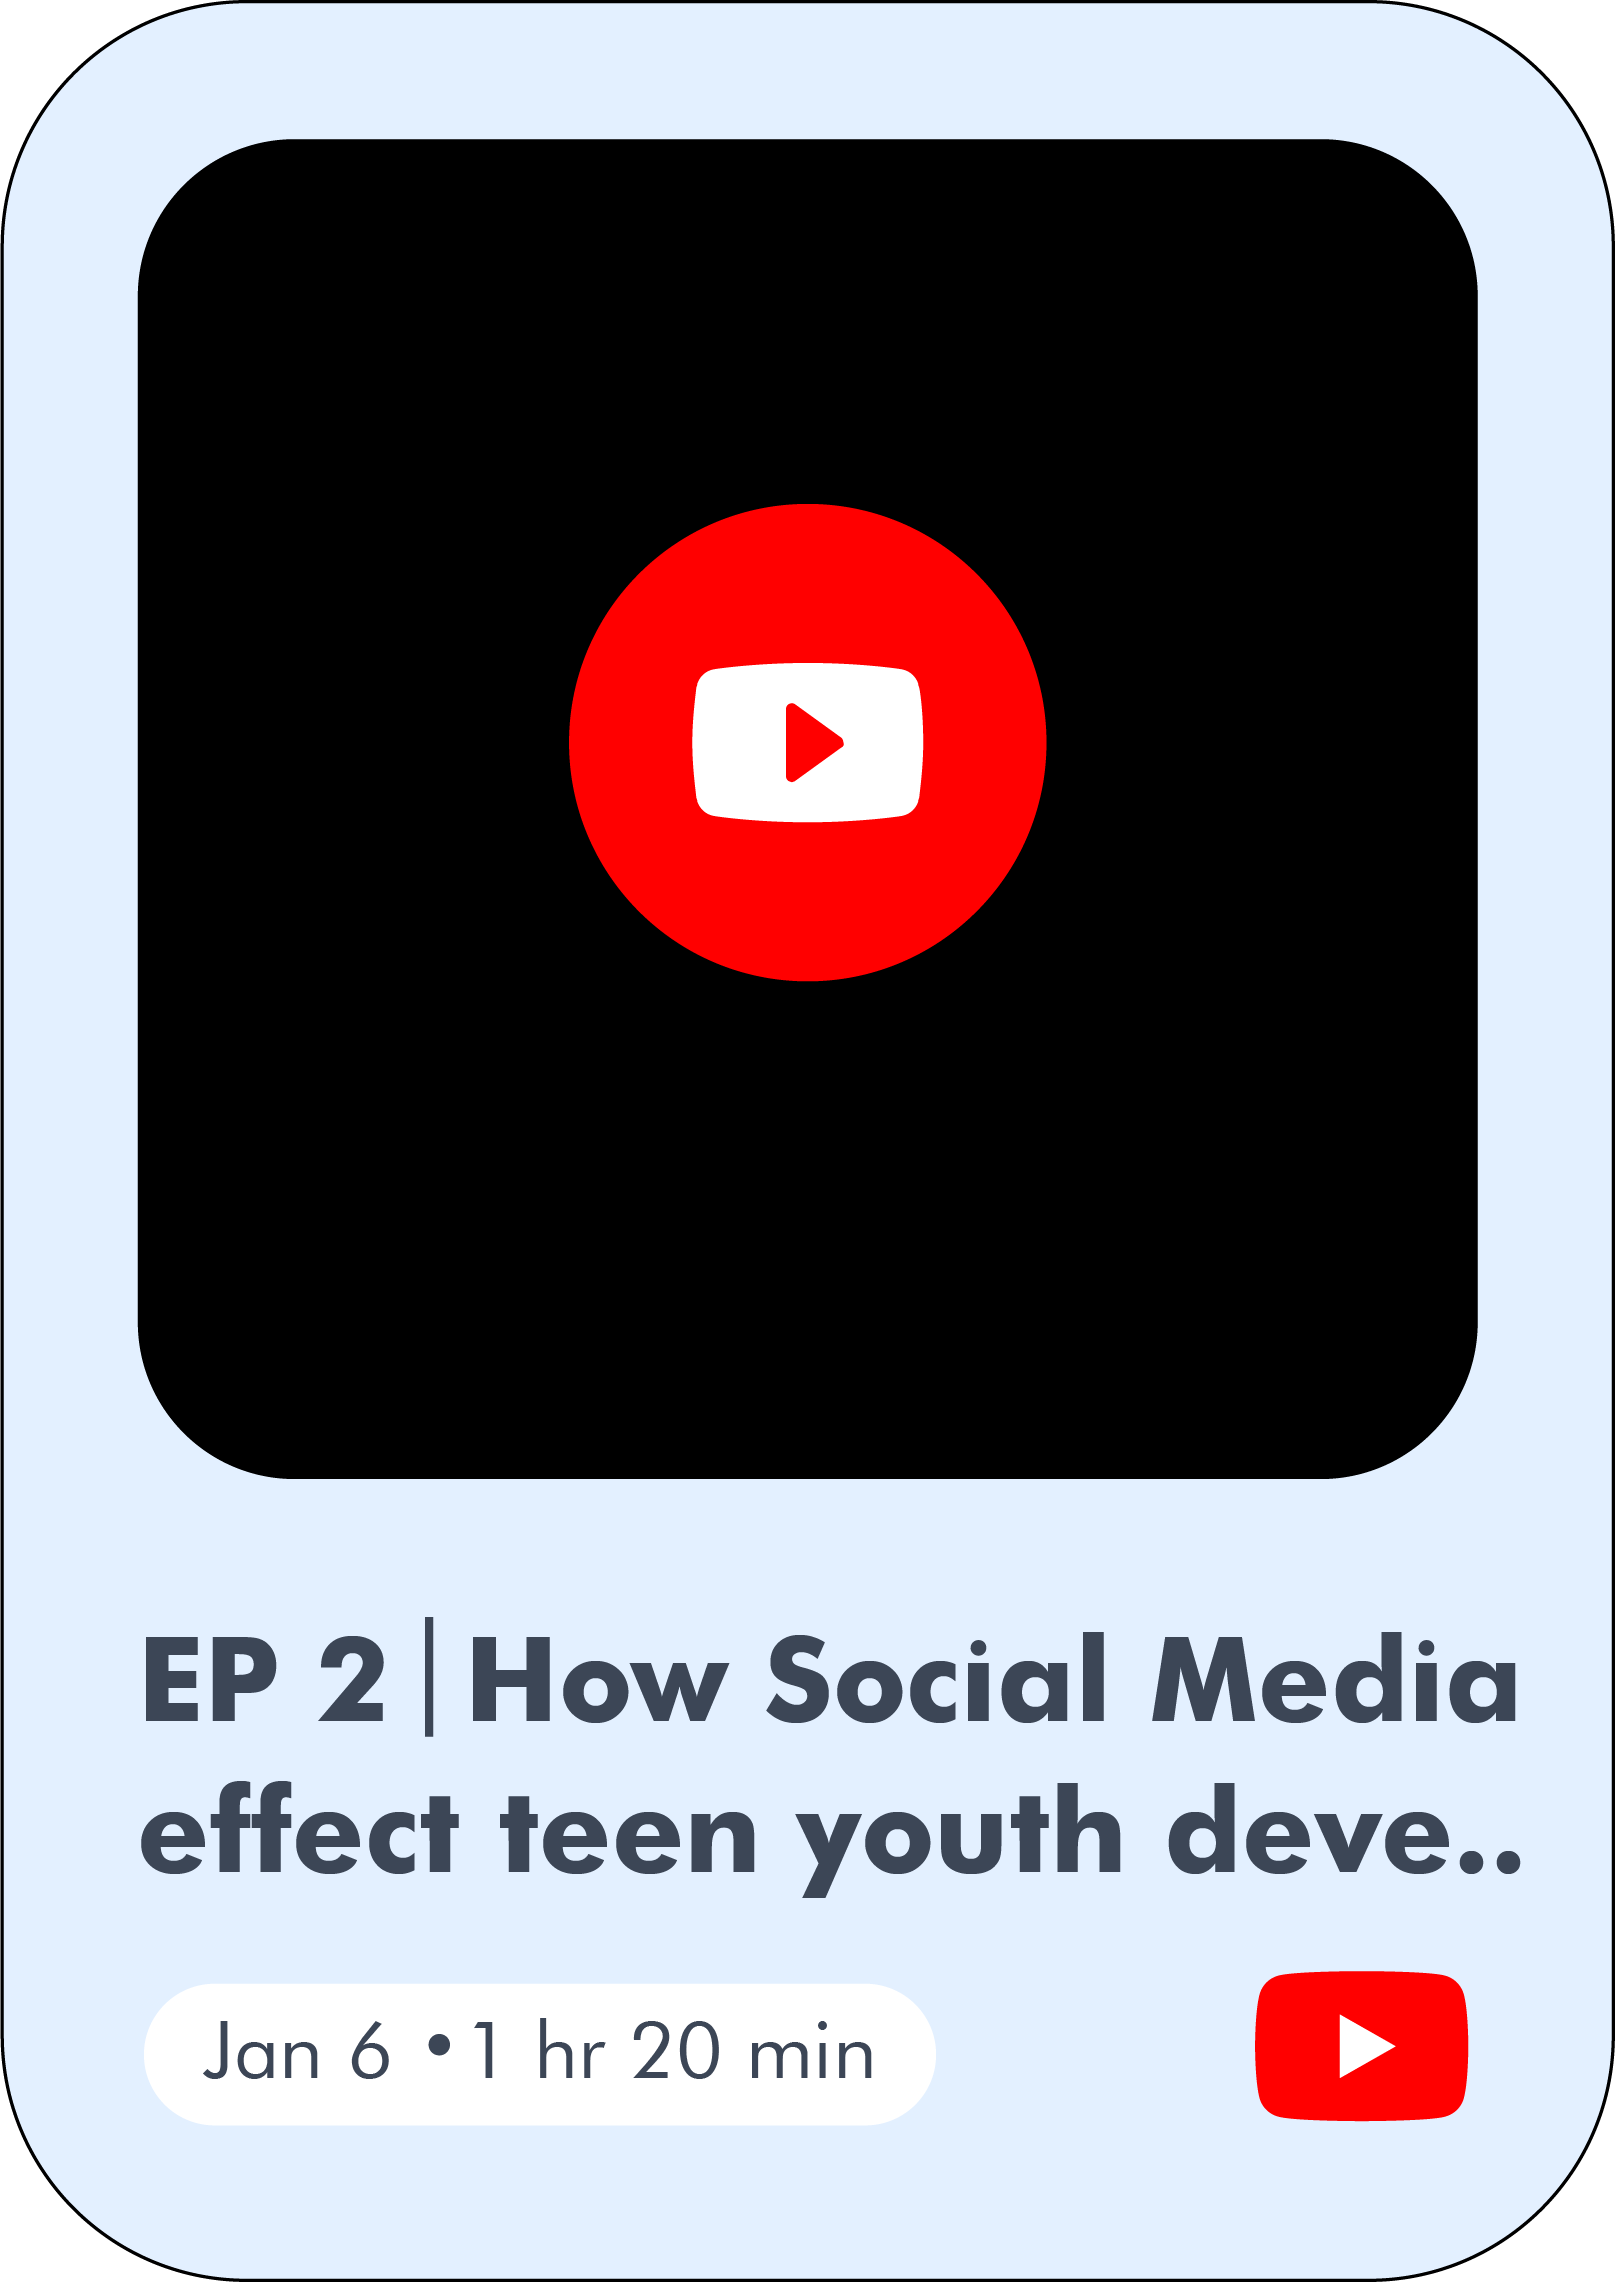 EP 2 | How Social Media
effect teen youth deve..
Jan 6 • 1 hr 20 min